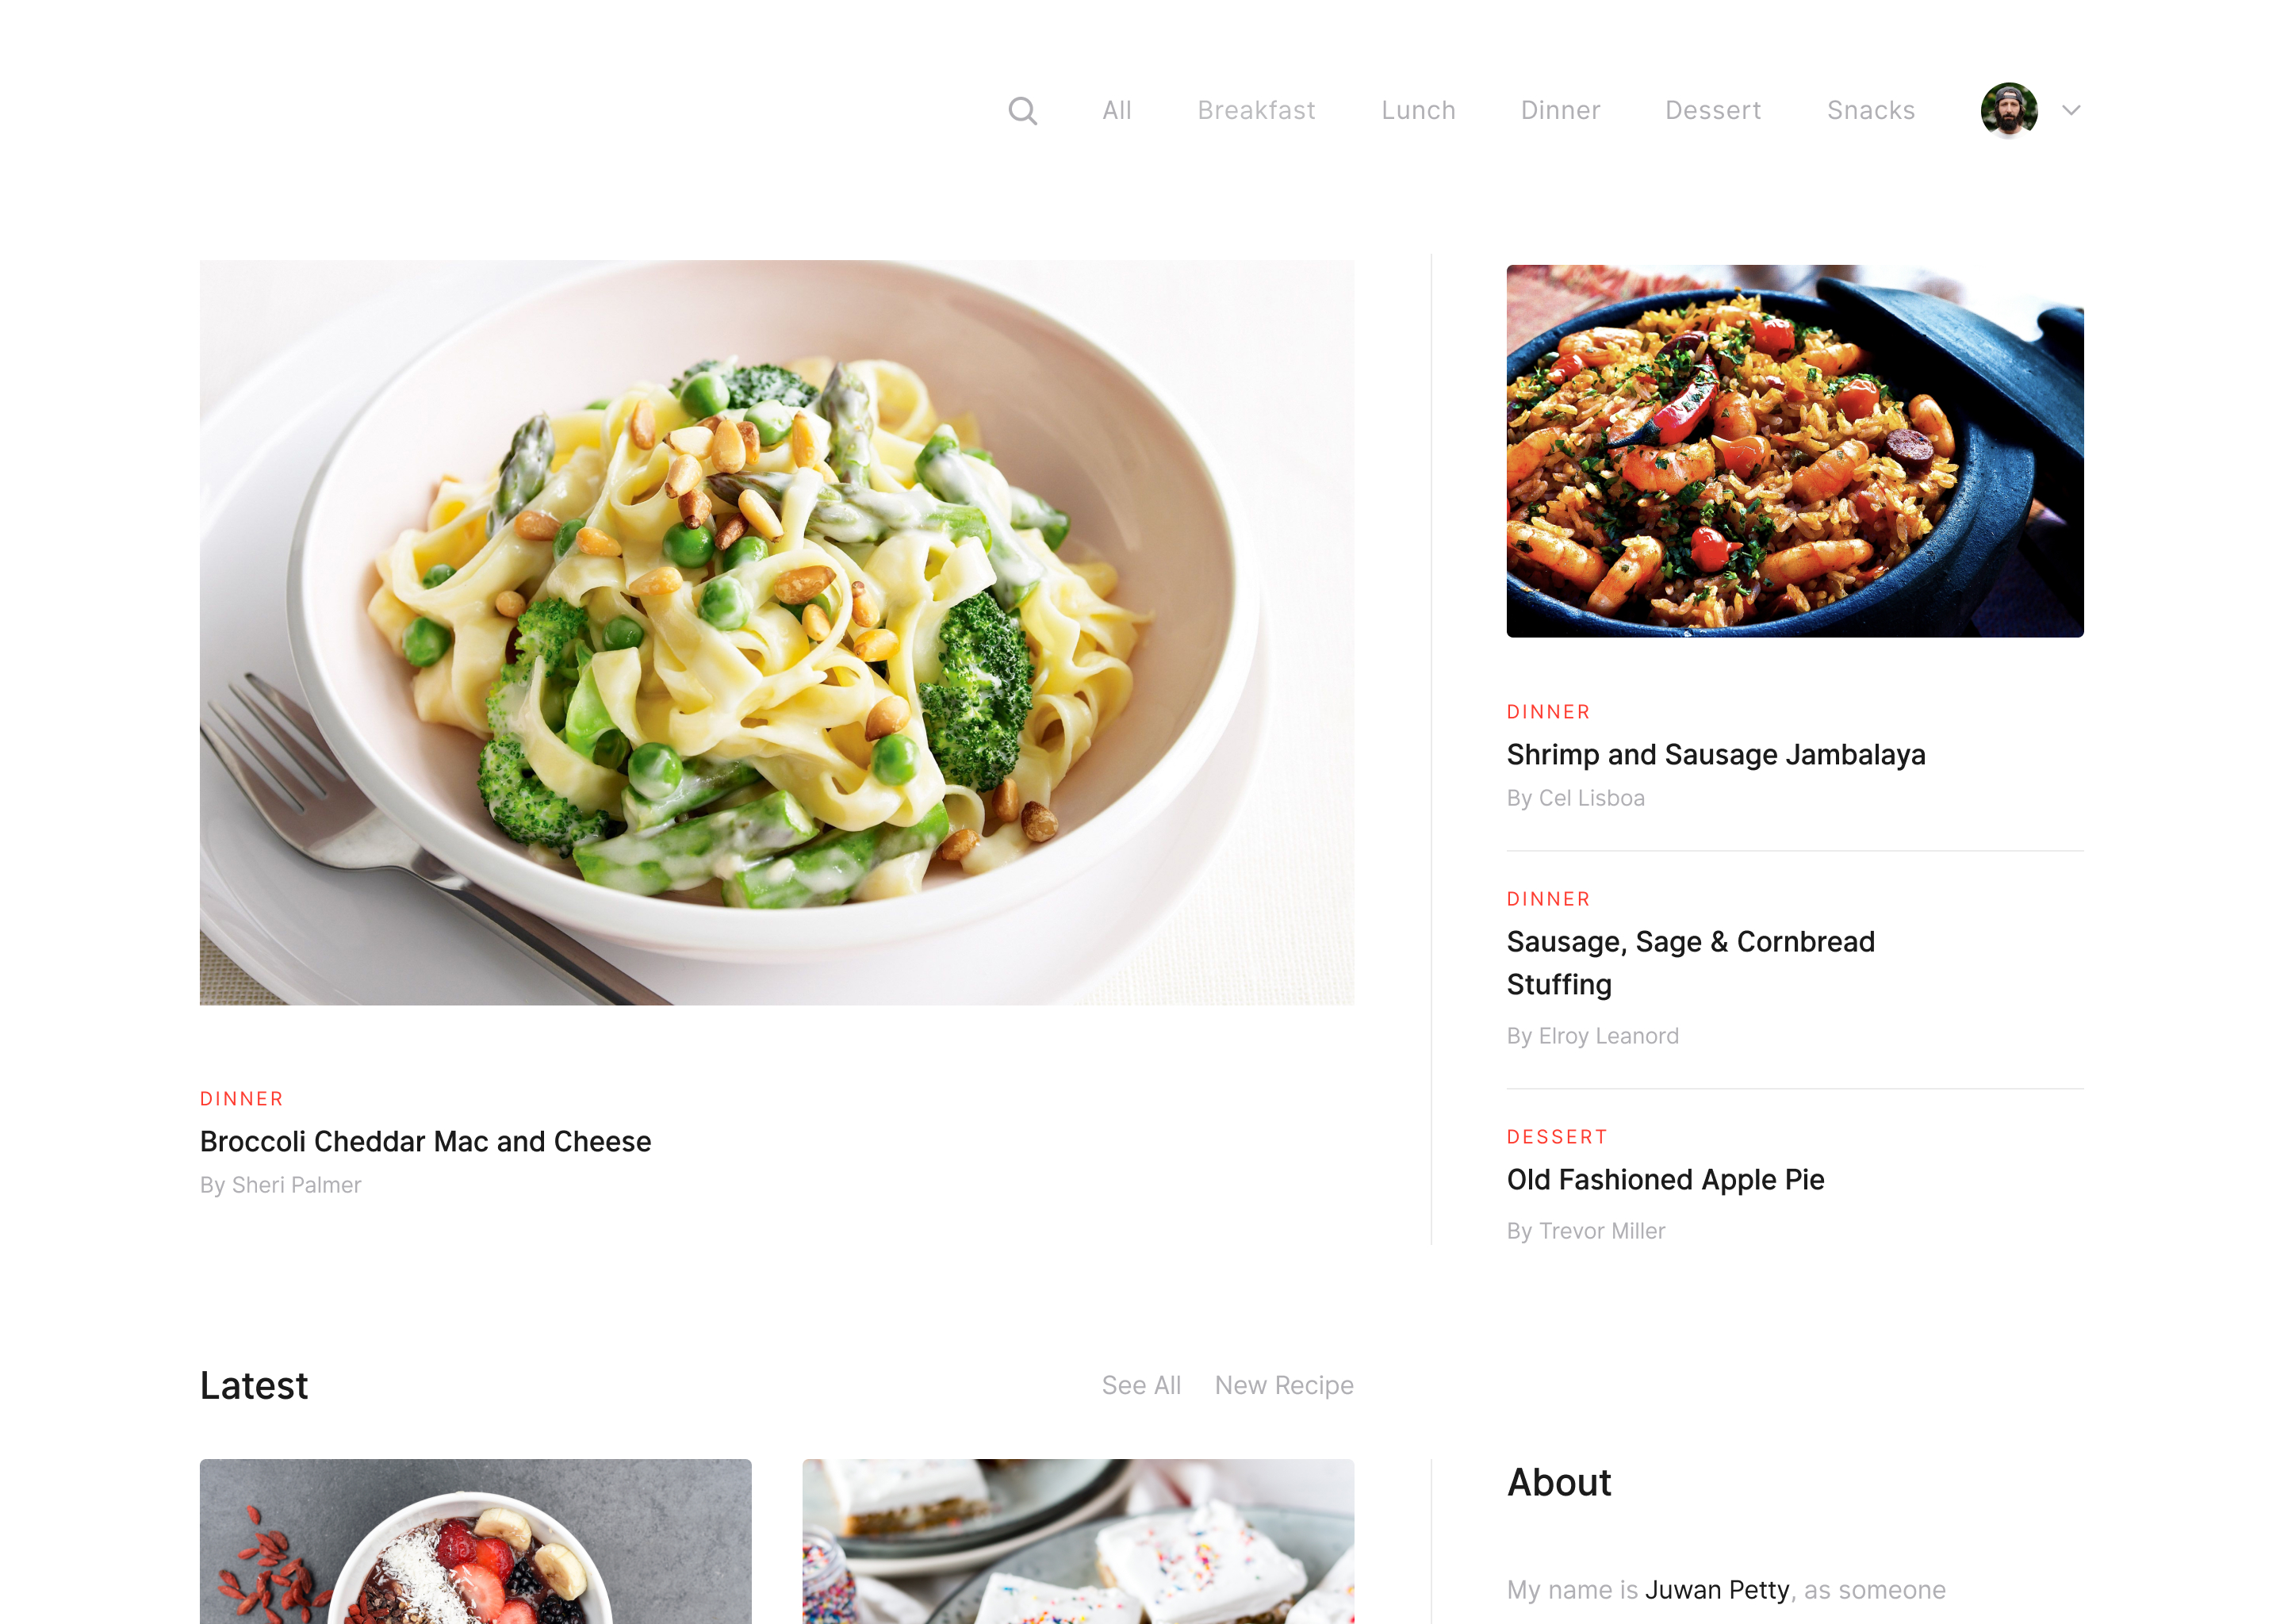 All Breakfast Lunch Dinner Dessert Snacks
DINNER
Broccoli Cheddar Mac and Cheese
By Sheri Palmer
DINNER
Shrimp and Sausage Jambalaya
By Cel Lisboa
DINNER
Sausage, Sage & Cornbread
Stuffing
By Elroy Leanord
DESSERT
Old Fashioned Apple Pie
By Trevor Miller
Latest
See All New Recipe
About
My name is Juwan Petty, as someone